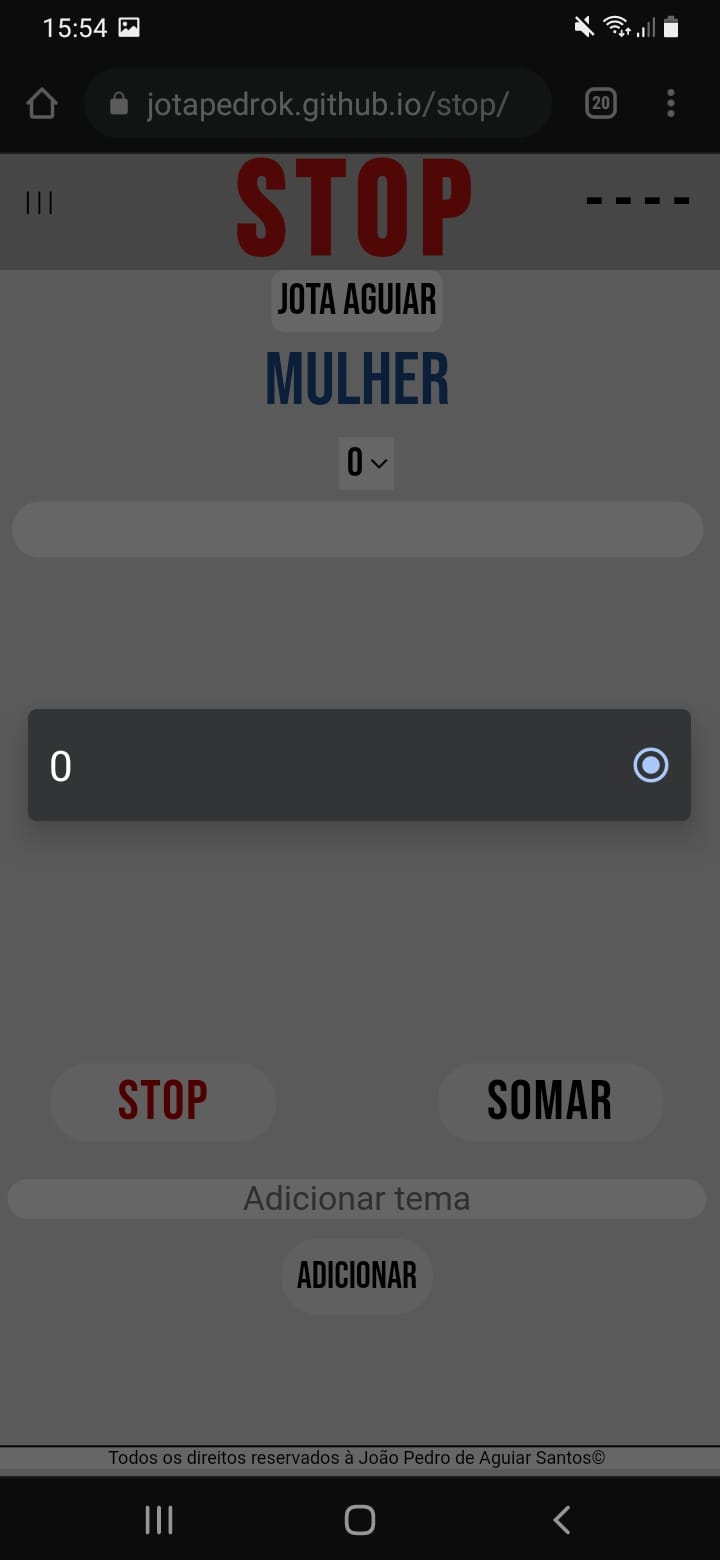 15:54
jotapedrok.github.io/stop/
20
STOP
----
JOTA AGUIAR
MULHER
0
0
STOP
SOMAR
Adicionar tema
ADICIONAR
Todos os direitos reservados à João Pedro de Aguiar Santos©